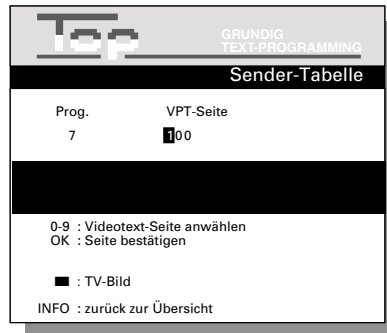 Top
GRUNDIG
TEXT-PROGRAMMING
Sender-Tabelle
Prog. VPT-Seite
7 100
0-9 : Videotext-Seite anwählen
OK : Seite bestätigen
■ : TV-Bild
INFO : zurück zur Übersicht